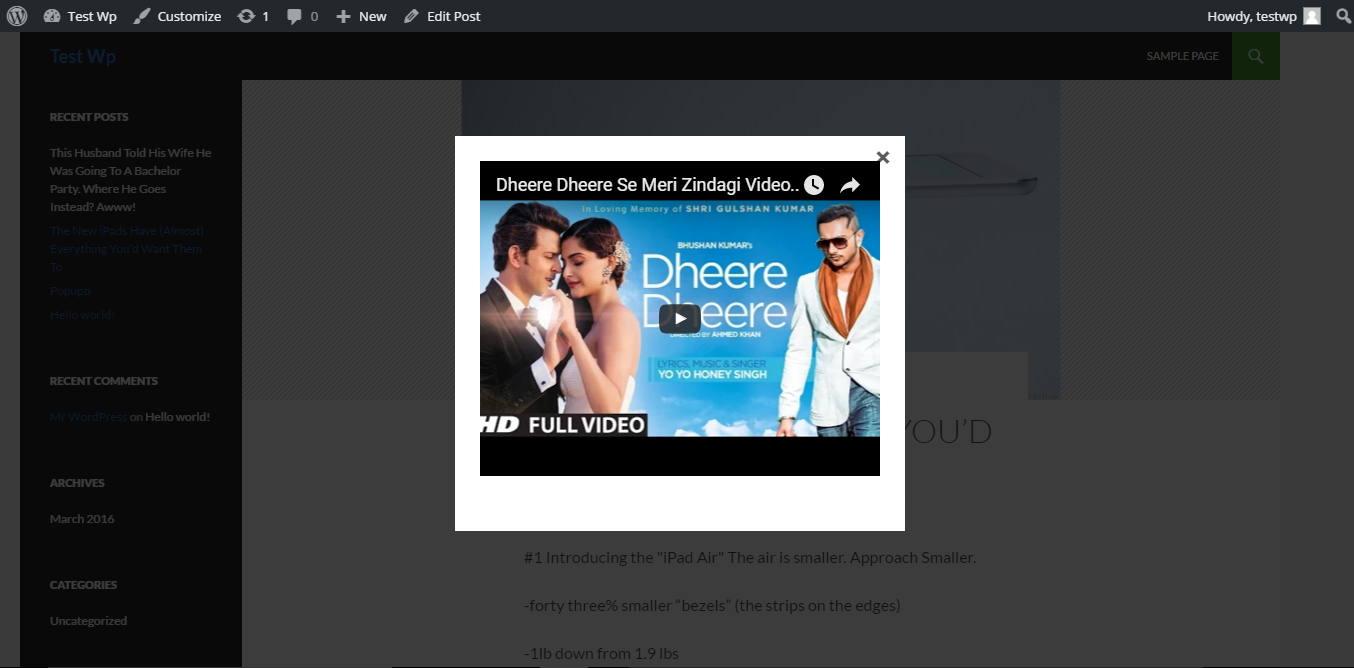 Test Wp
Customize
1
0
New
Edit Post
Howdy, testwp
Test Wp
SAMPLE PAGE
RECENT POSTS
This Husband Told His Wife He
Was Going To A Bachelor
Party. Where He Goes
Instead? Awww!
The New iPads Have (Almost)
Everything You'd Want Them
To
Popupo
Hello world!
RECENT COMMENTS
Mr WordPress on Hello world!
ARCHIVES
March 2016
CATEGORIES
Uncategorized
Dheere Dheere Se Meri Zindagi Video..
In Loving Memory of SHRI GULSHAN KUMAR
BHUSHAN KUMAR's
Dheere
Dheere
DIRECTED BY AHMED KHAN
LYRICS, MUSIC & SINGER
YO YO HONEY SINGH
HD FULL VIDEO
YOU'D
#1 Introducing the "iPad Air" The air is smaller. Approach Smaller.
-forty three% smaller “bezels” (the strips on the edges)
-1lb down from 1.9 lbs